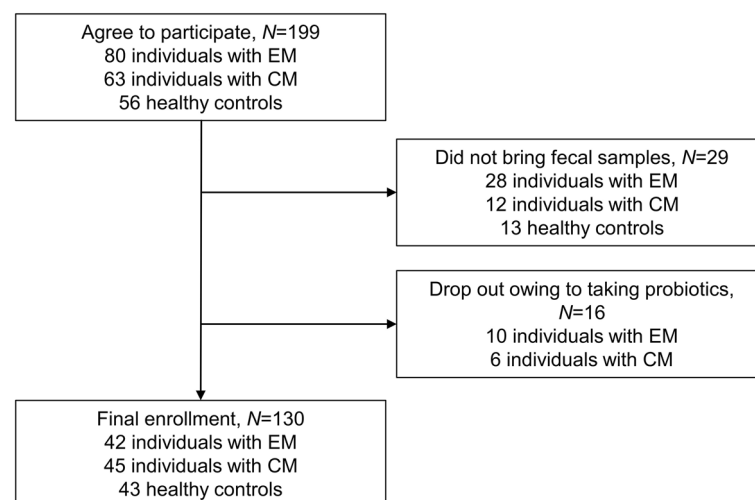 Agree to participate, N=199
80 individuals with EM
63 individuals with CM
56 healthy controls
Did not bring fecal samples, N=29
28 individuals with EM
12 individuals with CM
13 healthy controls
Drop out owing to taking probiotics,
N=16
10 individuals with EM
6 individuals with CM
Final enrollment, N=130
42 individuals with EM
45 individuals with CM
43 healthy controls